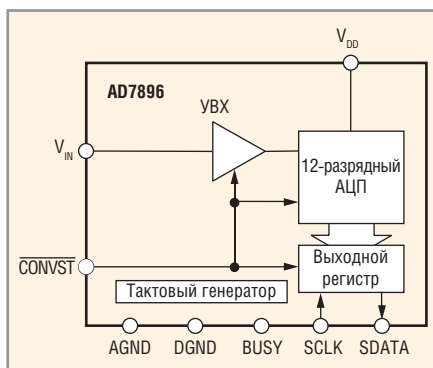 V_DD
AD7896
УВХ
V_IN
12-разрядный
АЦП
CONVST
Выходной
регистр
Тактовый генератор
AGND DGND BUSY SCLK SDATA